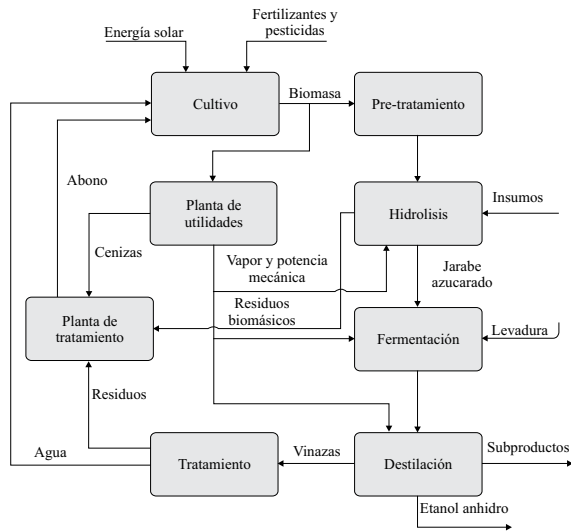 Fertilizantes y
pesticidas
Energía solar
Cultivo
Biomasa
Pre-tratamiento
Abono
Planta de
utilidades
Hidrolisis
Insumos
Cenizas
Vapor y potencia
mecánica
Jarabe
azucarado
Residuos
biomásicos
Planta de
tratamiento
Fermentación
Levadura
Residuos
Agua
Tratamiento
Vinazas
Destilación
Subproductos
Etanol anhidro